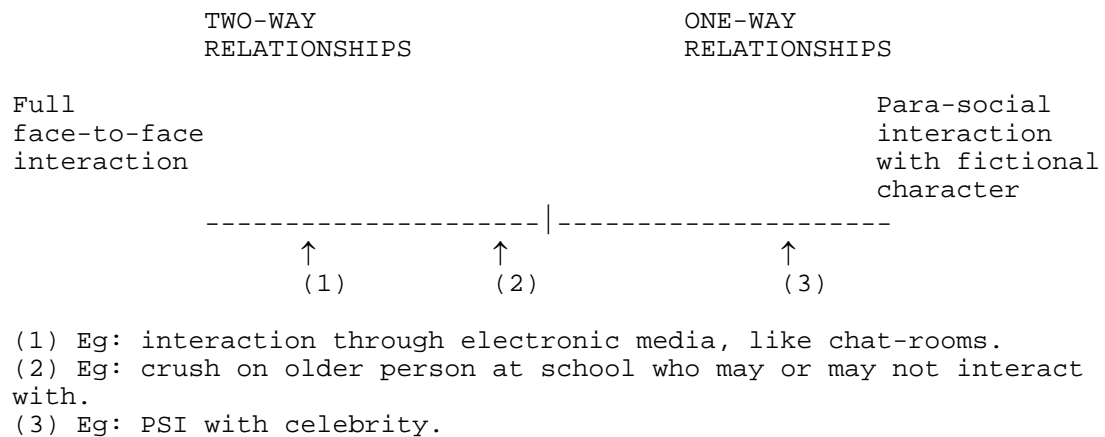 TWO-WAY ONE-WAY
RELATIONSHIPS RELATIONSHIPS
Full Para-social
face-to-face interaction
interaction with fictional
character
---------------------|---------------------
↑ ↑ ↑
(1) (2) (3)
(1) Eg: interaction through electronic media, like chat-rooms.
(2) Eg: crush on older person at school who may or may not interact
with.
(3) Eg: PSI with celebrity.